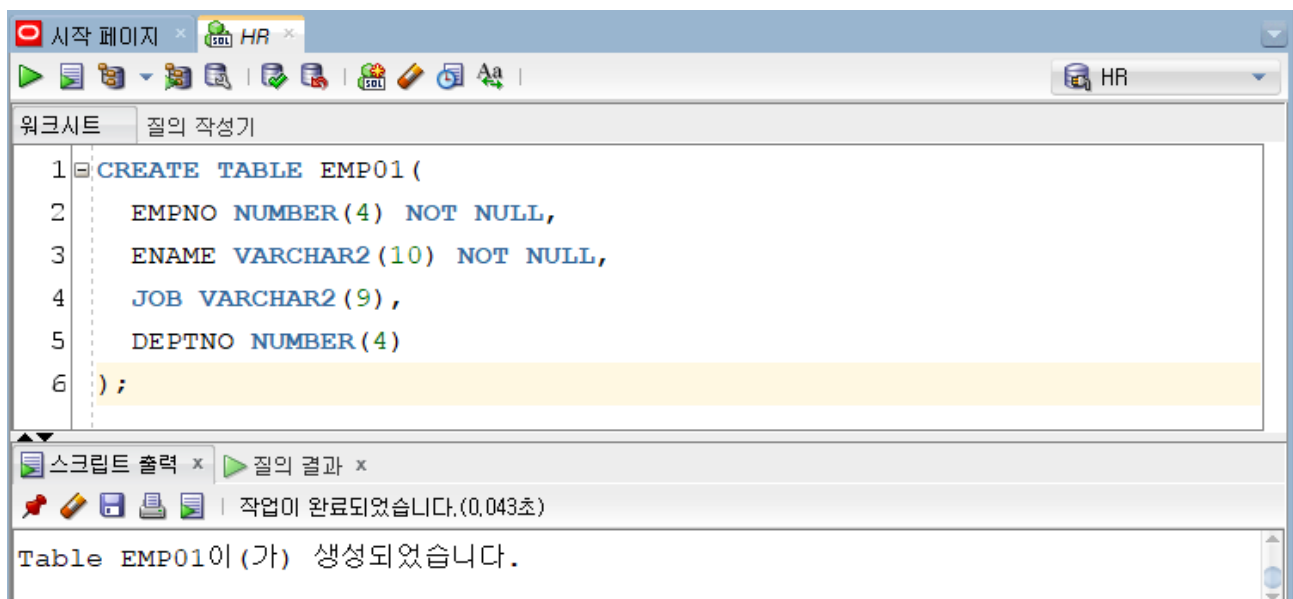 시작 페이지 HR
HR
워크시트 질의 작성기
1 CREATE TABLE EMP01(
2 EMPNO NUMBER(4) NOT NULL,
3 ENAME VARCHAR2(10) NOT NULL,
4 JOB VARCHAR2(9),
5 DEPTNO NUMBER(4)
6 );
스크립트 출력 x 질의 결과 x
작업이 완료되었습니다.(0,043초)
Table EMP01이(가) 생성되었습니다.